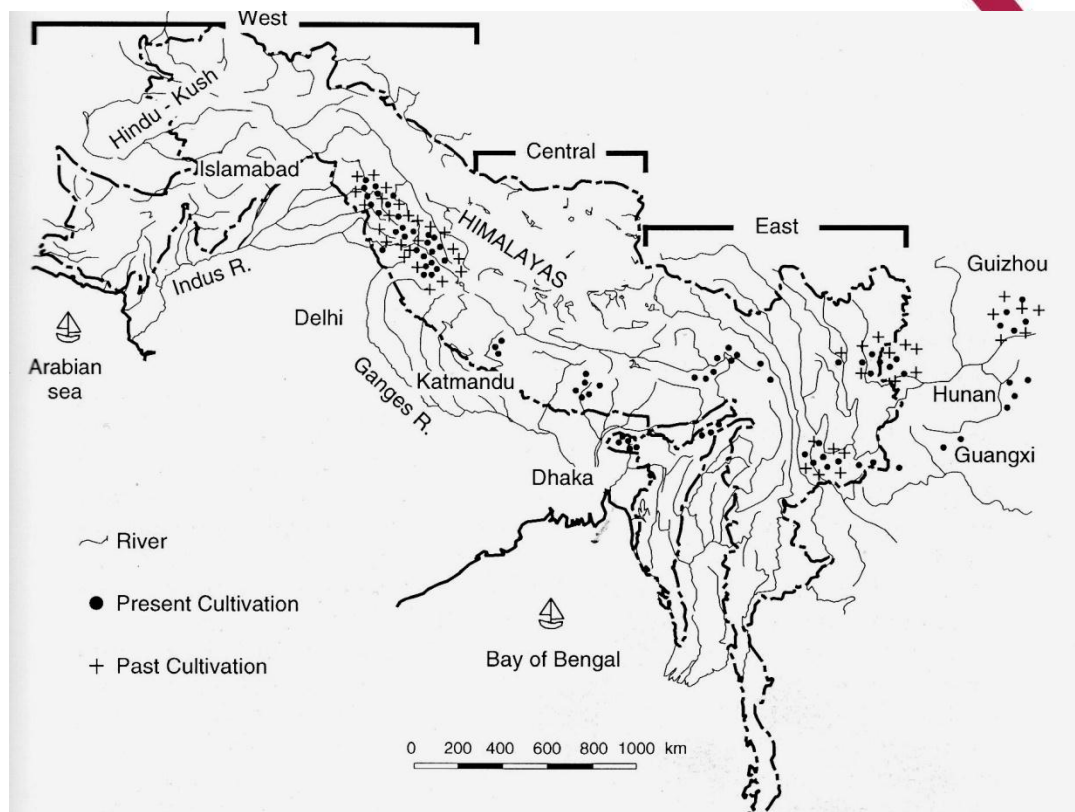 West
Hindu - Kush
Central
Islamabad
HIMALAYAS
East
Guizhou
Indus R.
Delhi
Arabian
sea
Katmandu
Ganges R.
Hunan
Guangxi
Dhaka
River
Present Cultivation
Past Cultivation
Bay of Bengal
0 200 400 600 800 1000 km